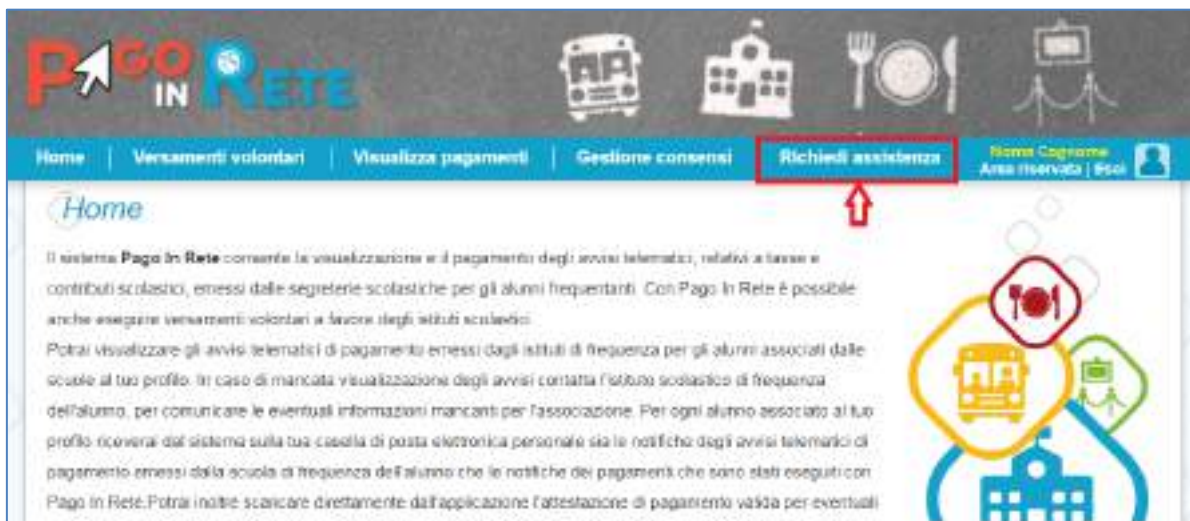 PAGO
IN RETE
Home | Versamenti volontari | Visualizza pagamenti | Gestione consensi Richiedi assistenza Nome Cognome
Area riservata | Esci
Home
Il sistema Pago In Rete consente la visualizzazione e il pagamento degli avvisi telematici, relativi a tasse e
contributi scolastici, emessi dalle segreterie scolastiche per gli alunni frequentanti. Con Pago In Rete è possibile
anche eseguire versamenti volontari a favore degli istituti scolastici.
Potrai visualizzare gli avvisi telematici di pagamento emessi dagli istituti di frequenza per gli alunni associati dalle
scuole al tuo profilo. In caso di mancata visualizzazione degli avvisi contatta l'istituto scolastico di frequenza
dell'alunno, per comunicare le eventuali informazioni mancanti per l'associazione. Per ogni alunno associato al tuo
profilo riceverai dal sistema sulla tua casella di posta elettronica personale sia le notifiche degli avvisi telematici di
pagamento emessi dalla scuola di frequenza dell'alunno che le notifiche dei pagamenti che sono stati eseguiti con
Pago In Rete.Potrai inoltre scaricare direttamente dall'applicazione l'attestazione di pagamento valida per eventuali